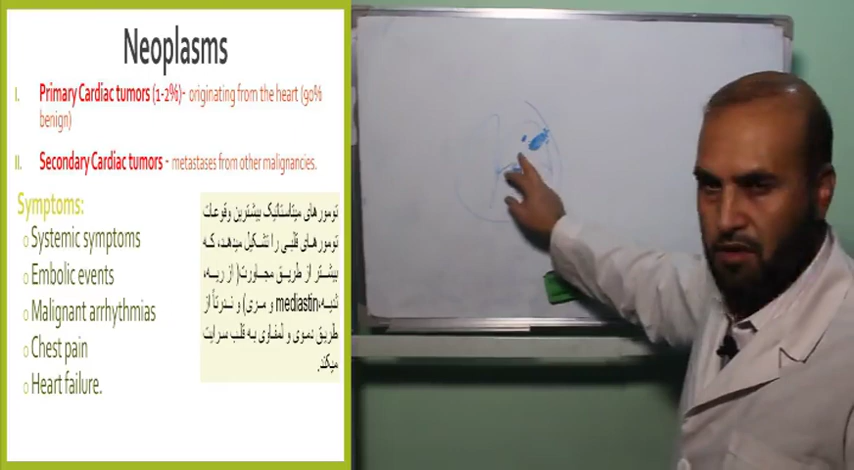 Neoplasms
I. Primary Cardiac tumors (1-2%)- originating from the heart (90%
benign)
II. Secondary Cardiac tumors - metastases from other malignancies.
Symptoms:
o Systemic symptoms
o Embolic events
o Malignant arrhythmias
o Chest pain
o Heart failure.
تومورهای میتاستاتیک بیشترین وقوعات
تومورهای قلبی را تشکیل میدهد، که
بیشتر از طریق مجاورت( از ریه،
ثدیه،mediastin و مری) و ندرتاً از
طریق دموی و لمفاوی به قلب سرایت
میکند.